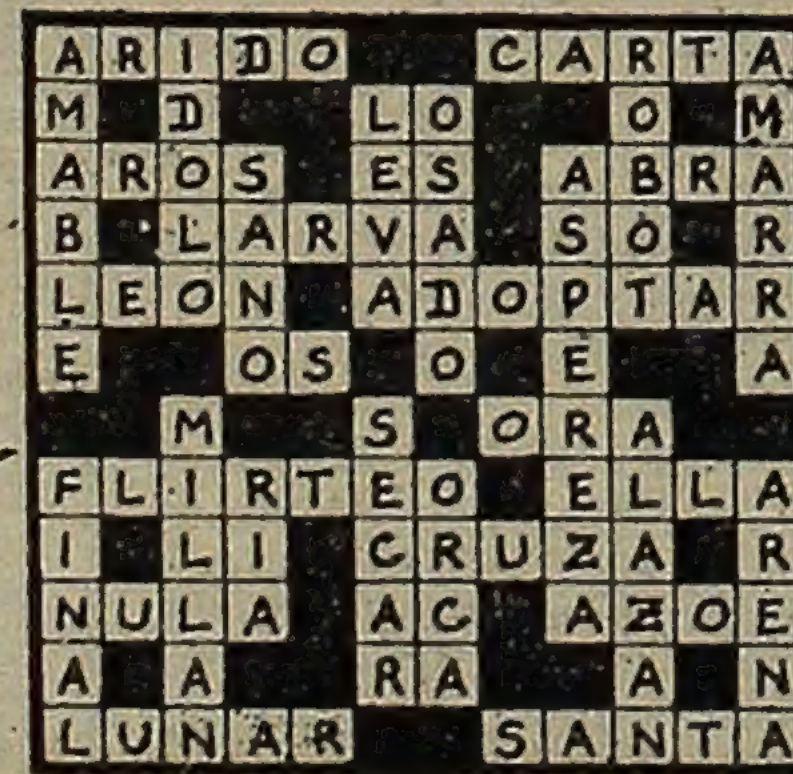 ARIDO CARTA
M D LO O M
AROS ES ABRA
B LARVA SO R
LEON ADOPTAR
E OS O E A
M S ORA
FLIRTEO ELLA
I LI CRUZA R
NULA AC AZOE
A A RA A N
LUNAR SANTA